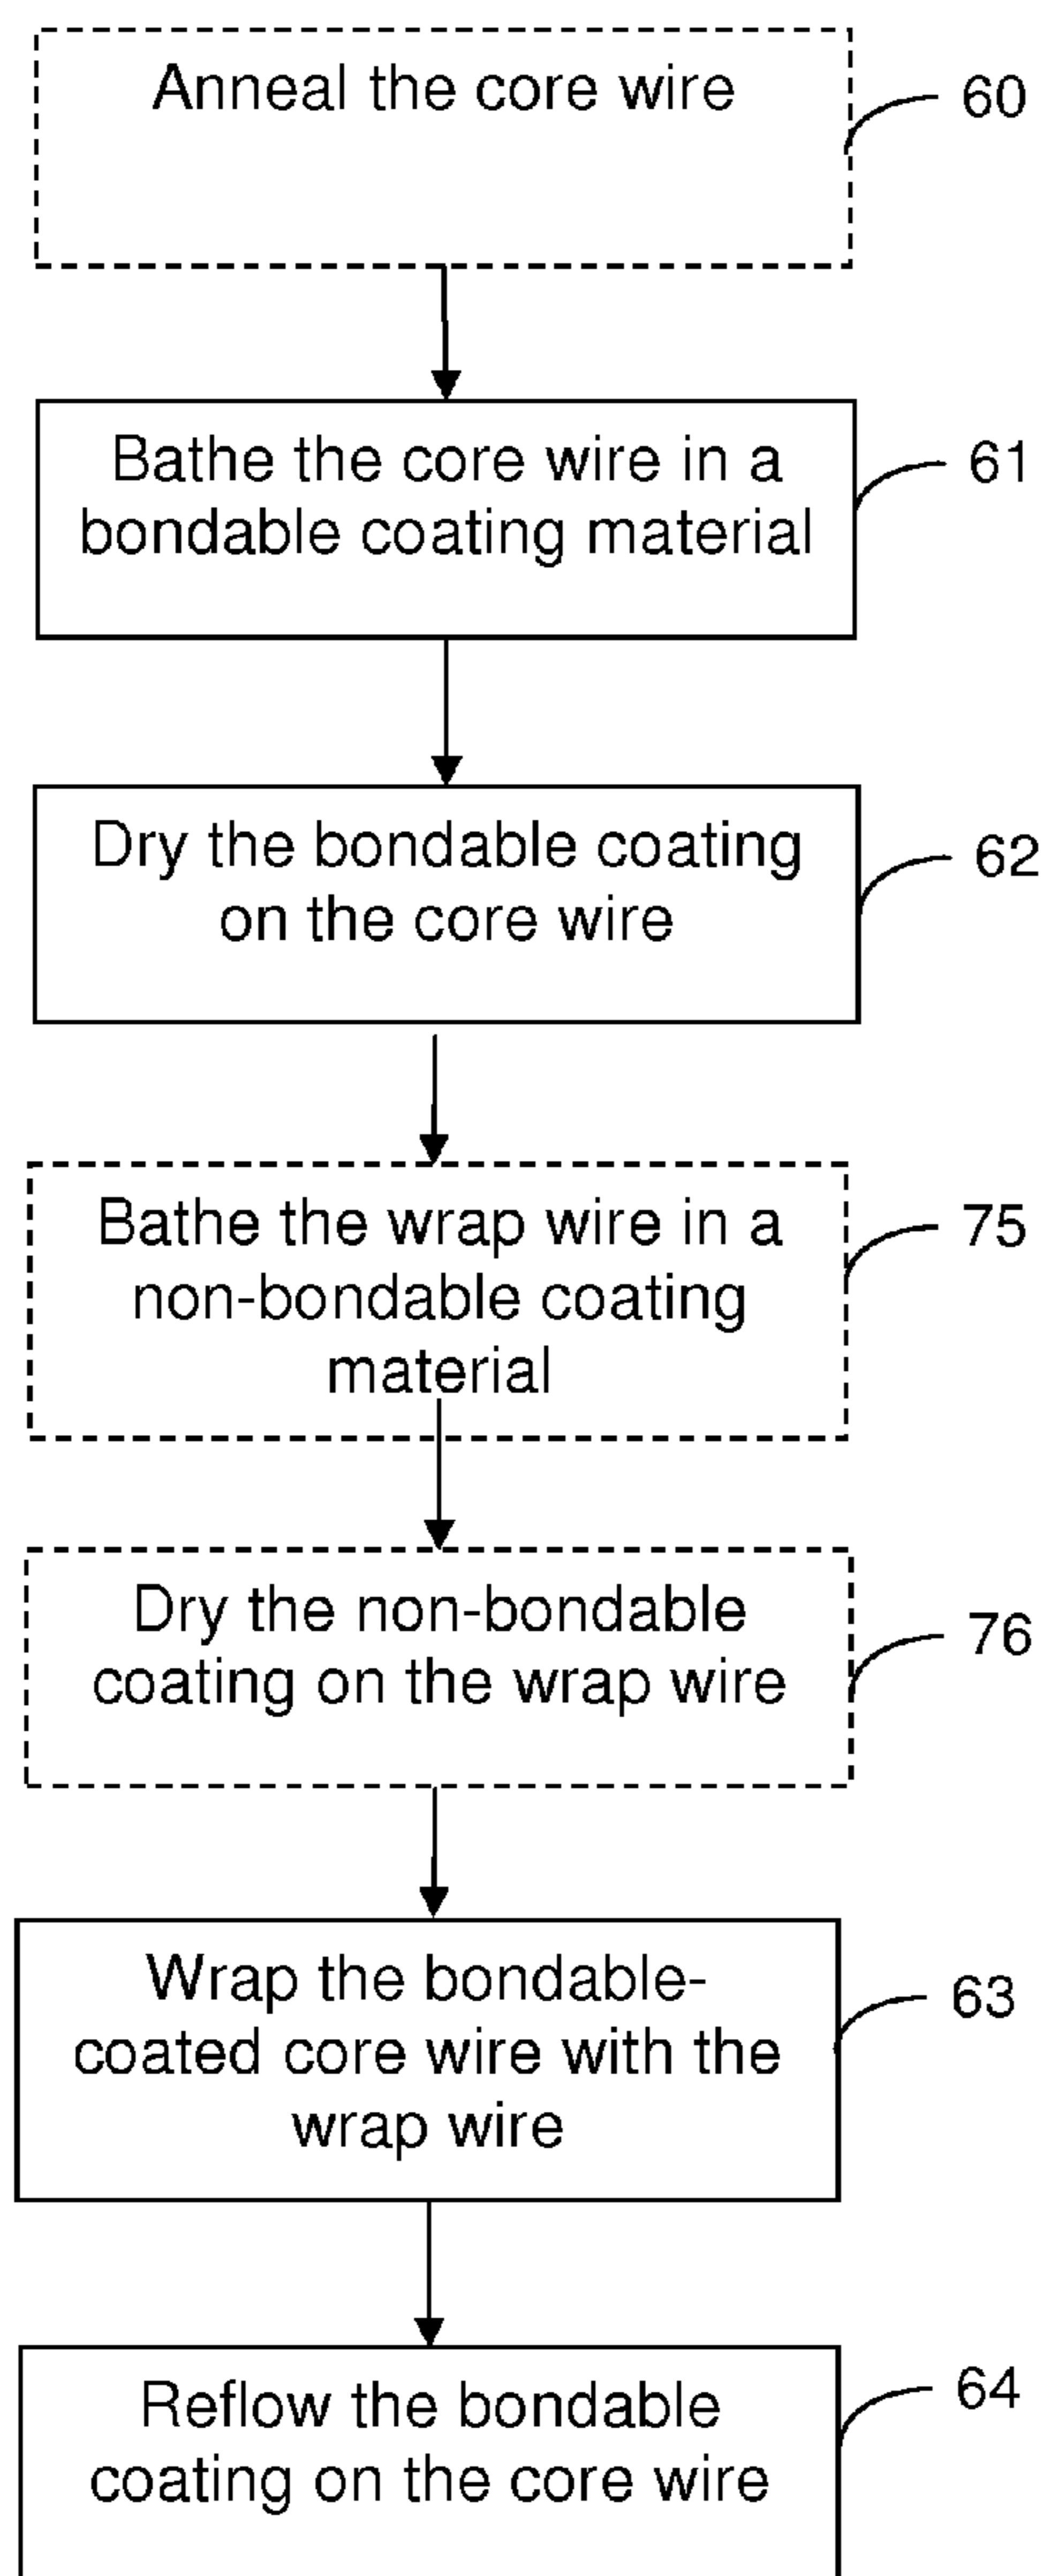 Anneal the core wire
60
Bathe the core wire in a
bondable coating material
61
Dry the bondable coating
on the core wire
62
Bathe the wrap wire in a
non-bondable coating
material
75
Dry the non-bondable
coating on the wrap wire
76
Wrap the bondable-
coated core wire with the
wrap wire
63
Reflow the bondable
coating on the core wire
64